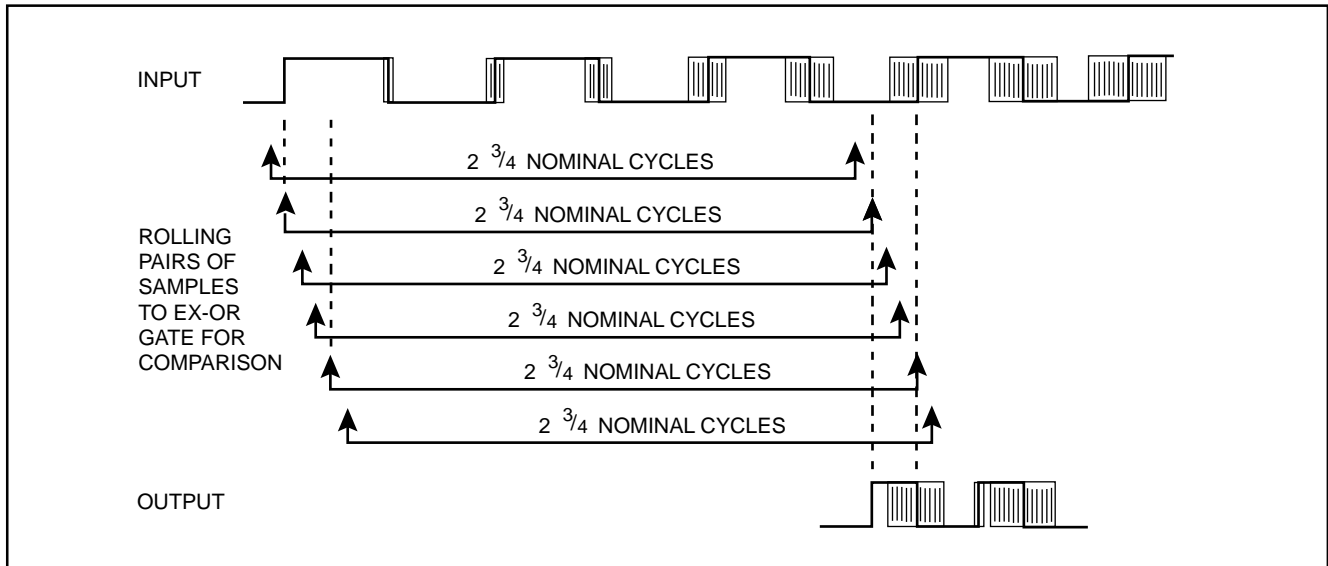 INPUT
2 3/4 NOMINAL CYCLES
2 3/4 NOMINAL CYCLES
ROLLING
PAIRS OF
SAMPLES
TO EX-OR
GATE FOR
COMPARISON
2 3/4 NOMINAL CYCLES
2 3/4 NOMINAL CYCLES
2 3/4 NOMINAL CYCLES
2 3/4 NOMINAL CYCLES
OUTPUT